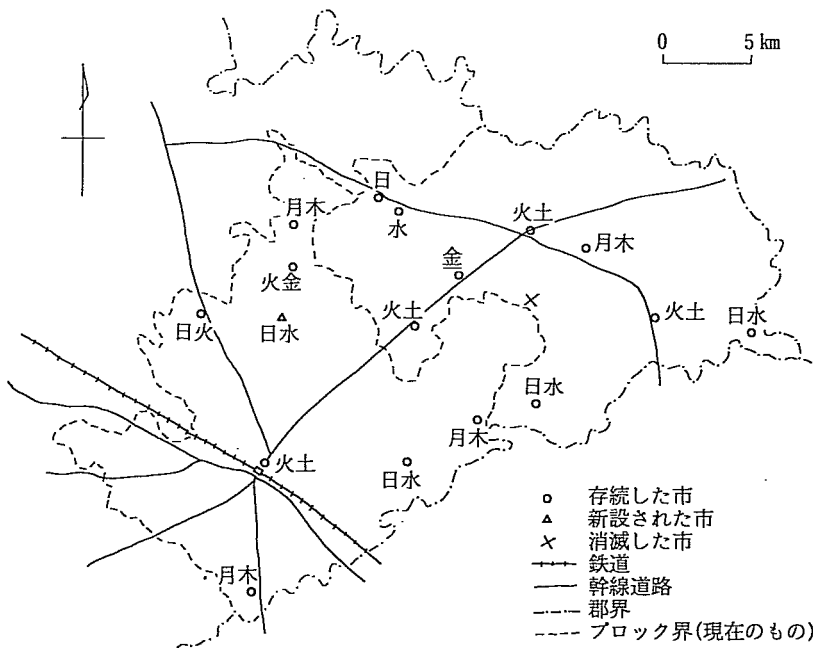 0 5 km
日
月木
水
火土
月木
金
火金
火土
日火
日水
火土
日水
日水
月木
火土
日水
月木
存続した市
新設された市
消滅した市
鉄道
幹線道路
郡界
ブロック界(現在のもの)